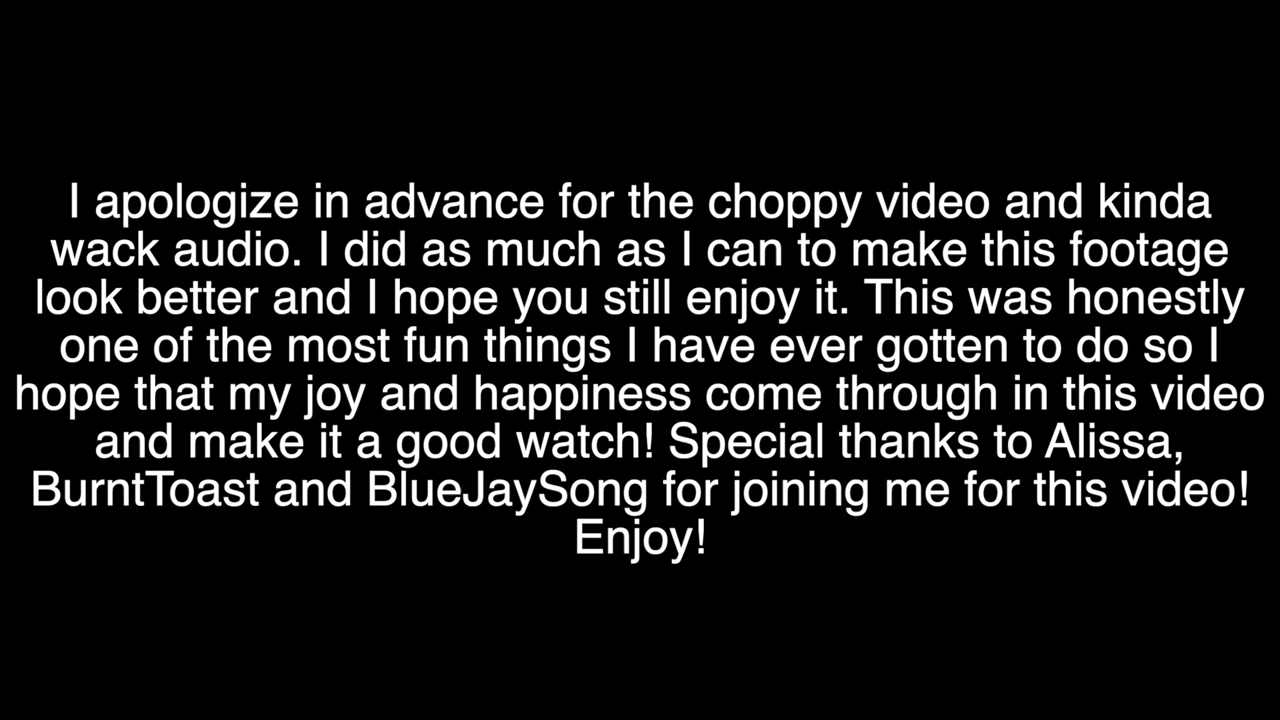 I apologize in advance for the choppy video and kinda
wack audio. I did as much as I can to make this footage
look better and I hope you still enjoy it. This was honestly
one of the most fun things I have ever gotten to do so I
hope that my joy and happiness come through in this video
and make it a good watch! Special thanks to Alissa,
BurntToast and BlueJaySong for joining me for this video!
Enjoy!